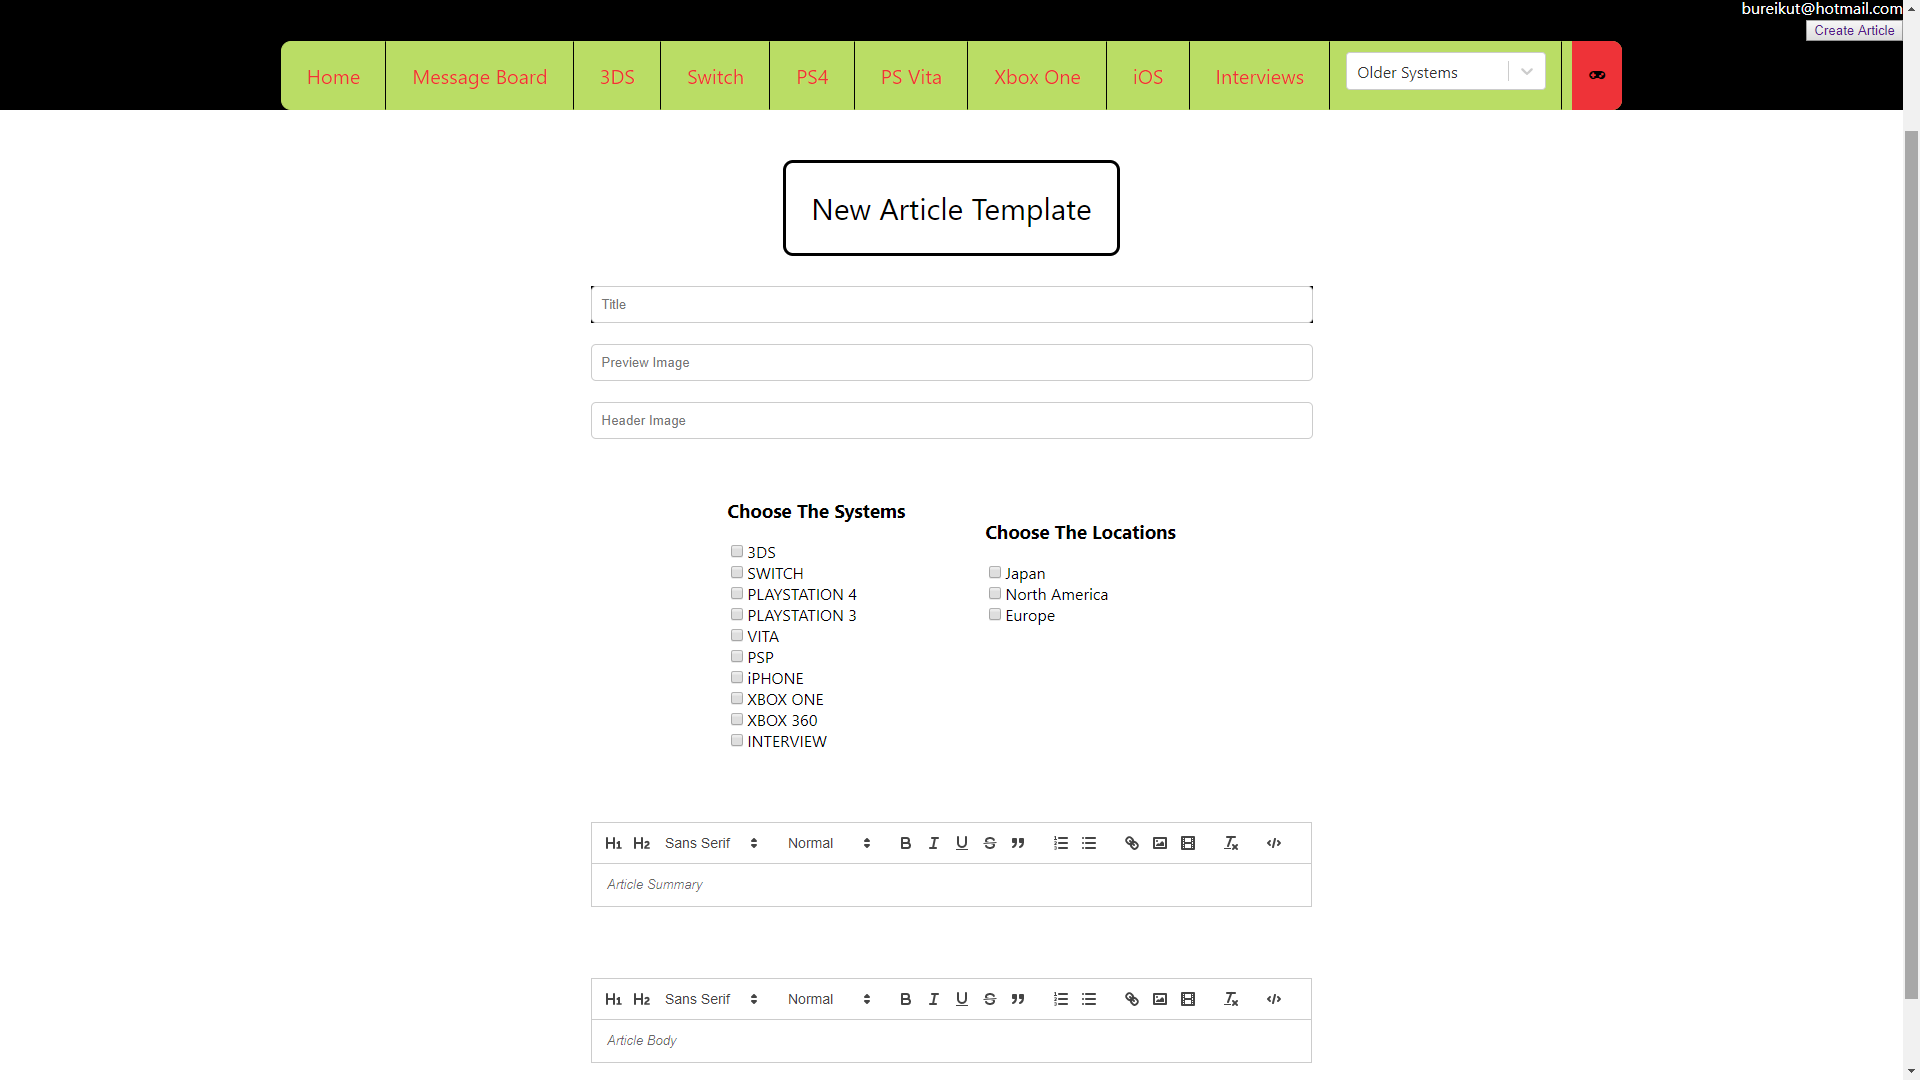 bureikut@hotmail.com
Create Article
Home Message Board 3DS Switch PS4 PS Vita Xbox One iOS Interviews Older Systems
New Article Template
Title
Preview Image
Header Image
Choose The Systems
3DS
SWITCH
PLAYSTATION 4
PLAYSTATION 3
VITA
PSP
iPHONE
XBOX ONE
XBOX 360
INTERVIEW
Choose The Locations
Japan
North America
Europe
H1 H2 Sans Serif Normal B I U S
Article Summary
H1 H2 Sans Serif Normal B I U S
Article Body